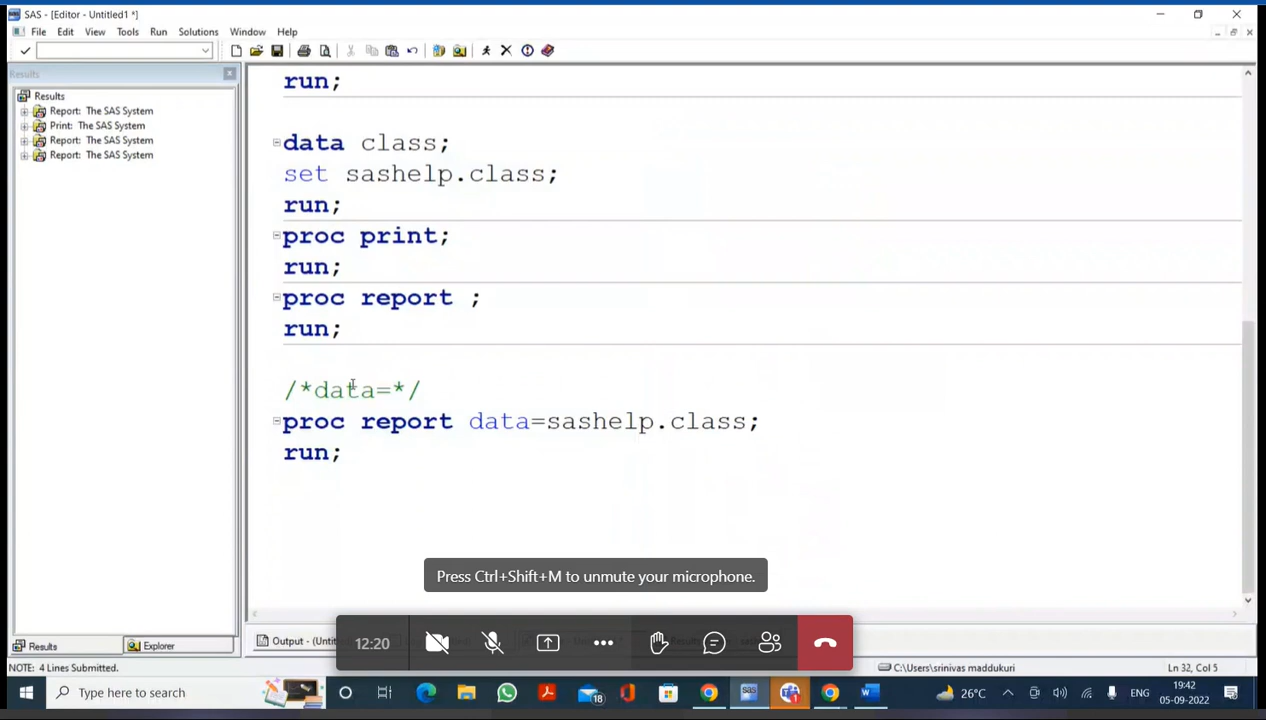 SAS - [Editor - Untitled1 *]
File Edit View Tools Run Solutions Window Help
Results
Results
Report: The SAS System
Print: The SAS System
Report: The SAS System
Report: The SAS System
run;
data class;
set sashelp.class;
run;
proc print;
run;
proc report ;
run;
/*data=*/
proc report data=sashelp.class;
run;
Press Ctrl+Shift+M to unmute your microphone.
Results Explorer Output - (Untit
12:20
NOTE: 4 Lines Submitted. C:\Users\srinivas maddukuri Ln 32, Col 5
Type here to search 18 SAS 1 26°C ENG 19:42
05-09-2022